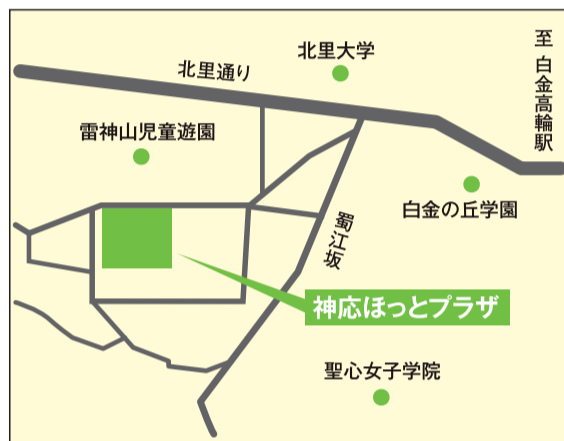 北里大学
至 白金高輪駅
北里通り
雷神山児童遊園
白金の丘学園
蜀江坂
神応ほっとプラザ
聖心女子学院